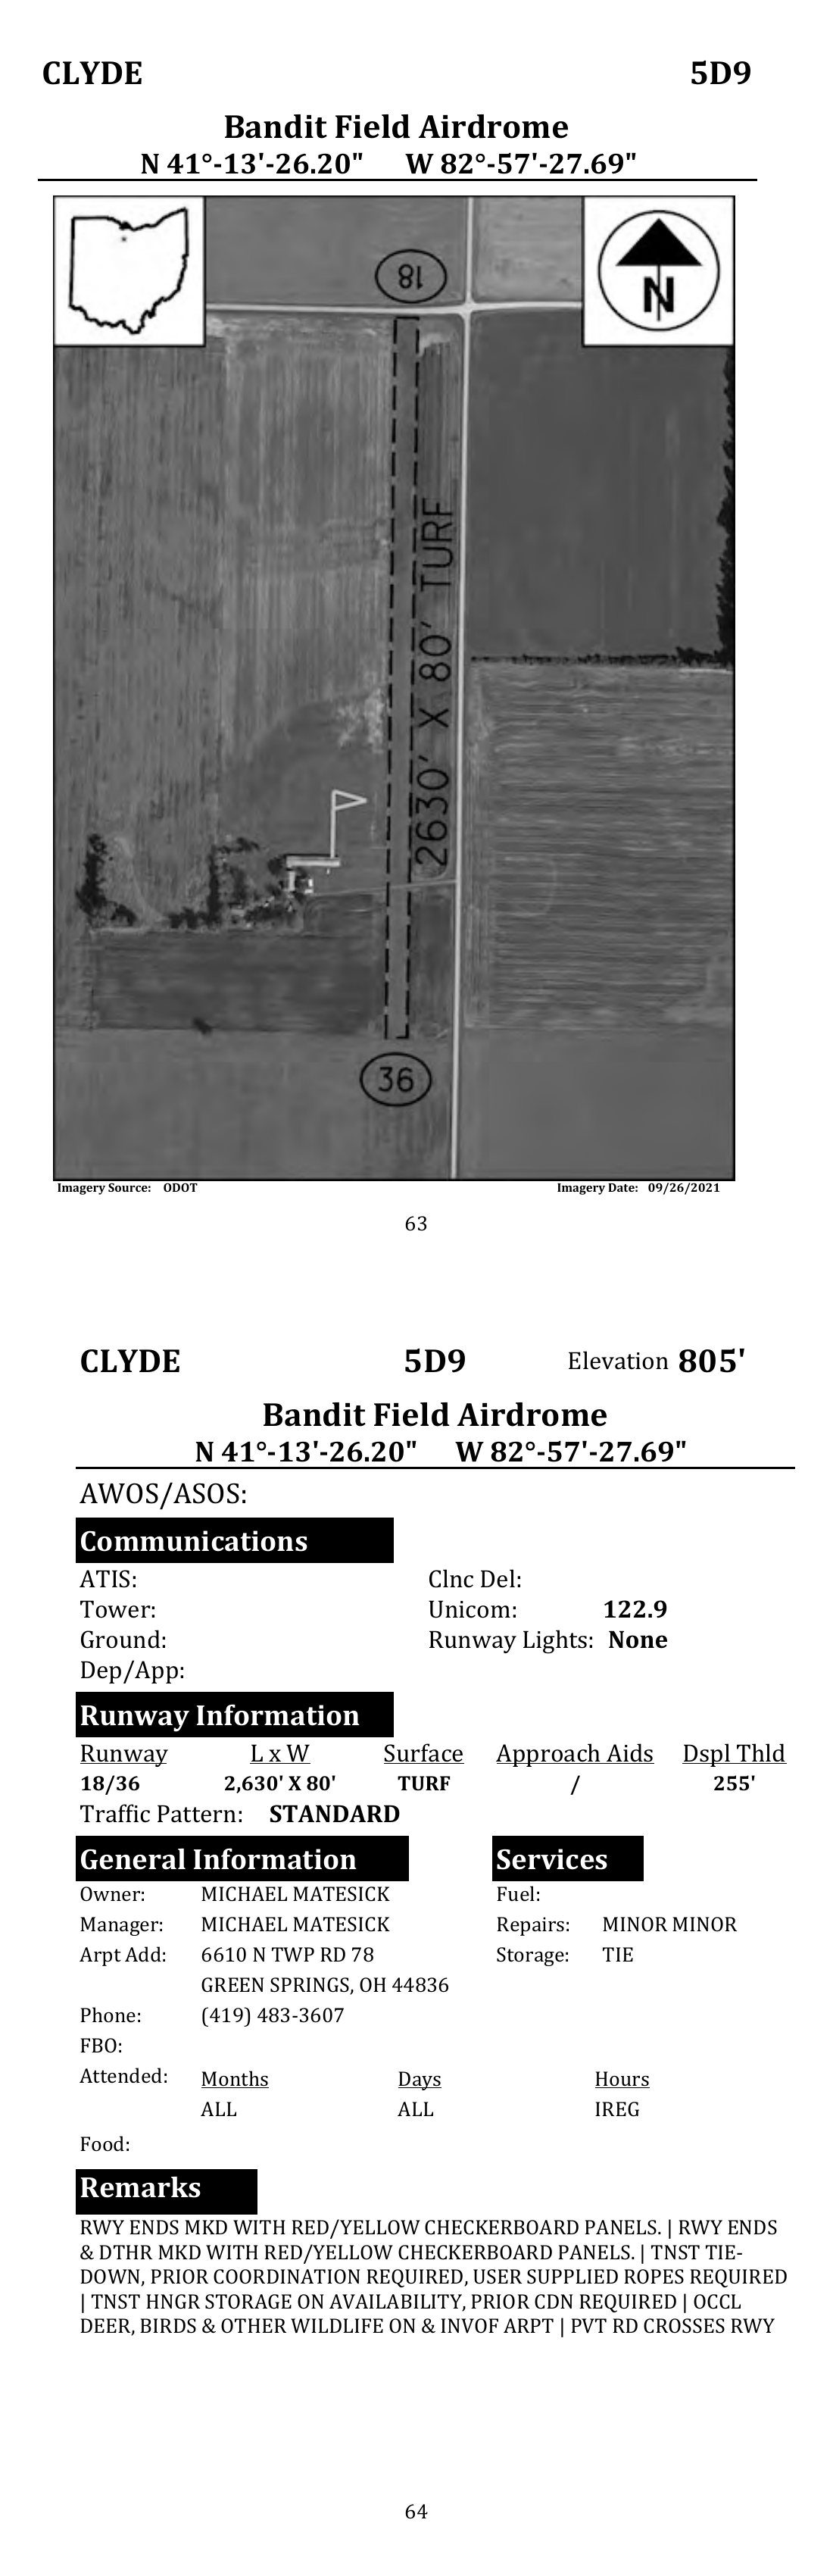 CLYDE 5D9
Bandit Field Airdrome
N 41°-13'-26.20" W 82°-57'-27.69"
18
N
2630' X 80' TURF
36
Imagery Source: ODOT Imagery Date: 09/26/2021
63
CLYDE 5D9 Elevation 805'
Bandit Field Airdrome
N 41°-13'-26.20" W 82°-57'-27.69"
AWOS/ASOS:
Communications
ATIS: Clnc Del:
Tower: Unicom: 122.9
Ground: Runway Lights: None
Dep/App:
Runway Information
Runway L x W Surface Approach Aids Dspl Thld
18/36 2,630' X 80' TURF / 255'
Traffic Pattern: STANDARD
General Information Services
Owner: MICHAEL MATESICK Fuel:
Manager: MICHAEL MATESICK Repairs: MINOR MINOR
Arpt Add: 6610 N TWP RD 78 Storage: TIE
GREEN SPRINGS, OH 44836
Phone: (419) 483-3607
FBO:
Attended: Months Days Hours
ALL ALL IREG
Food:
Remarks
RWY ENDS MKD WITH RED/YELLOW CHECKERBOARD PANELS. | RWY ENDS
& DTHR MKD WITH RED/YELLOW CHECKERBOARD PANELS. | TNST TIE-
DOWN, PRIOR COORDINATION REQUIRED, USER SUPPLIED ROPES REQUIRED
| TNST HNGR STORAGE ON AVAILABILITY, PRIOR CDN REQUIRED | OCCL
DEER, BIRDS & OTHER WILDLIFE ON & INVOF ARPT | PVT RD CROSSES RWY
64